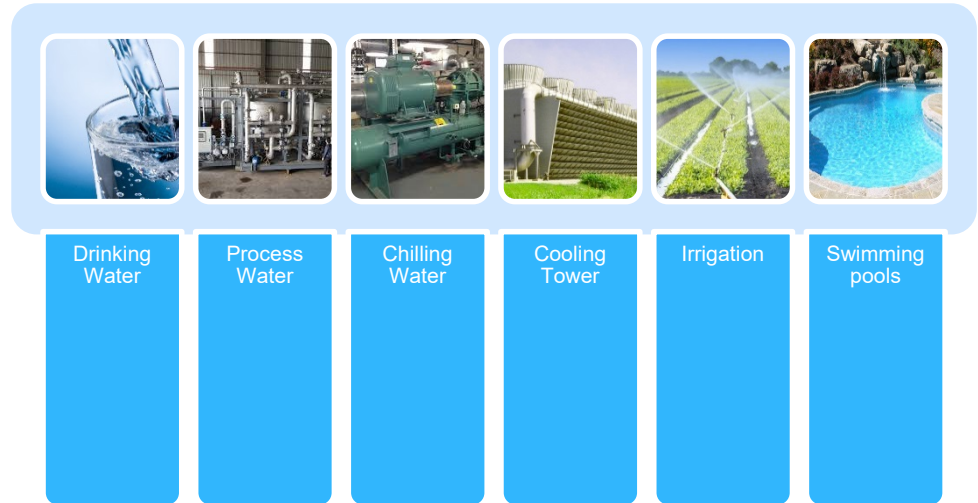 Drinking
Water
Process
Water
Chilling
Water
Cooling
Tower
Irrigation
Swimming
pools